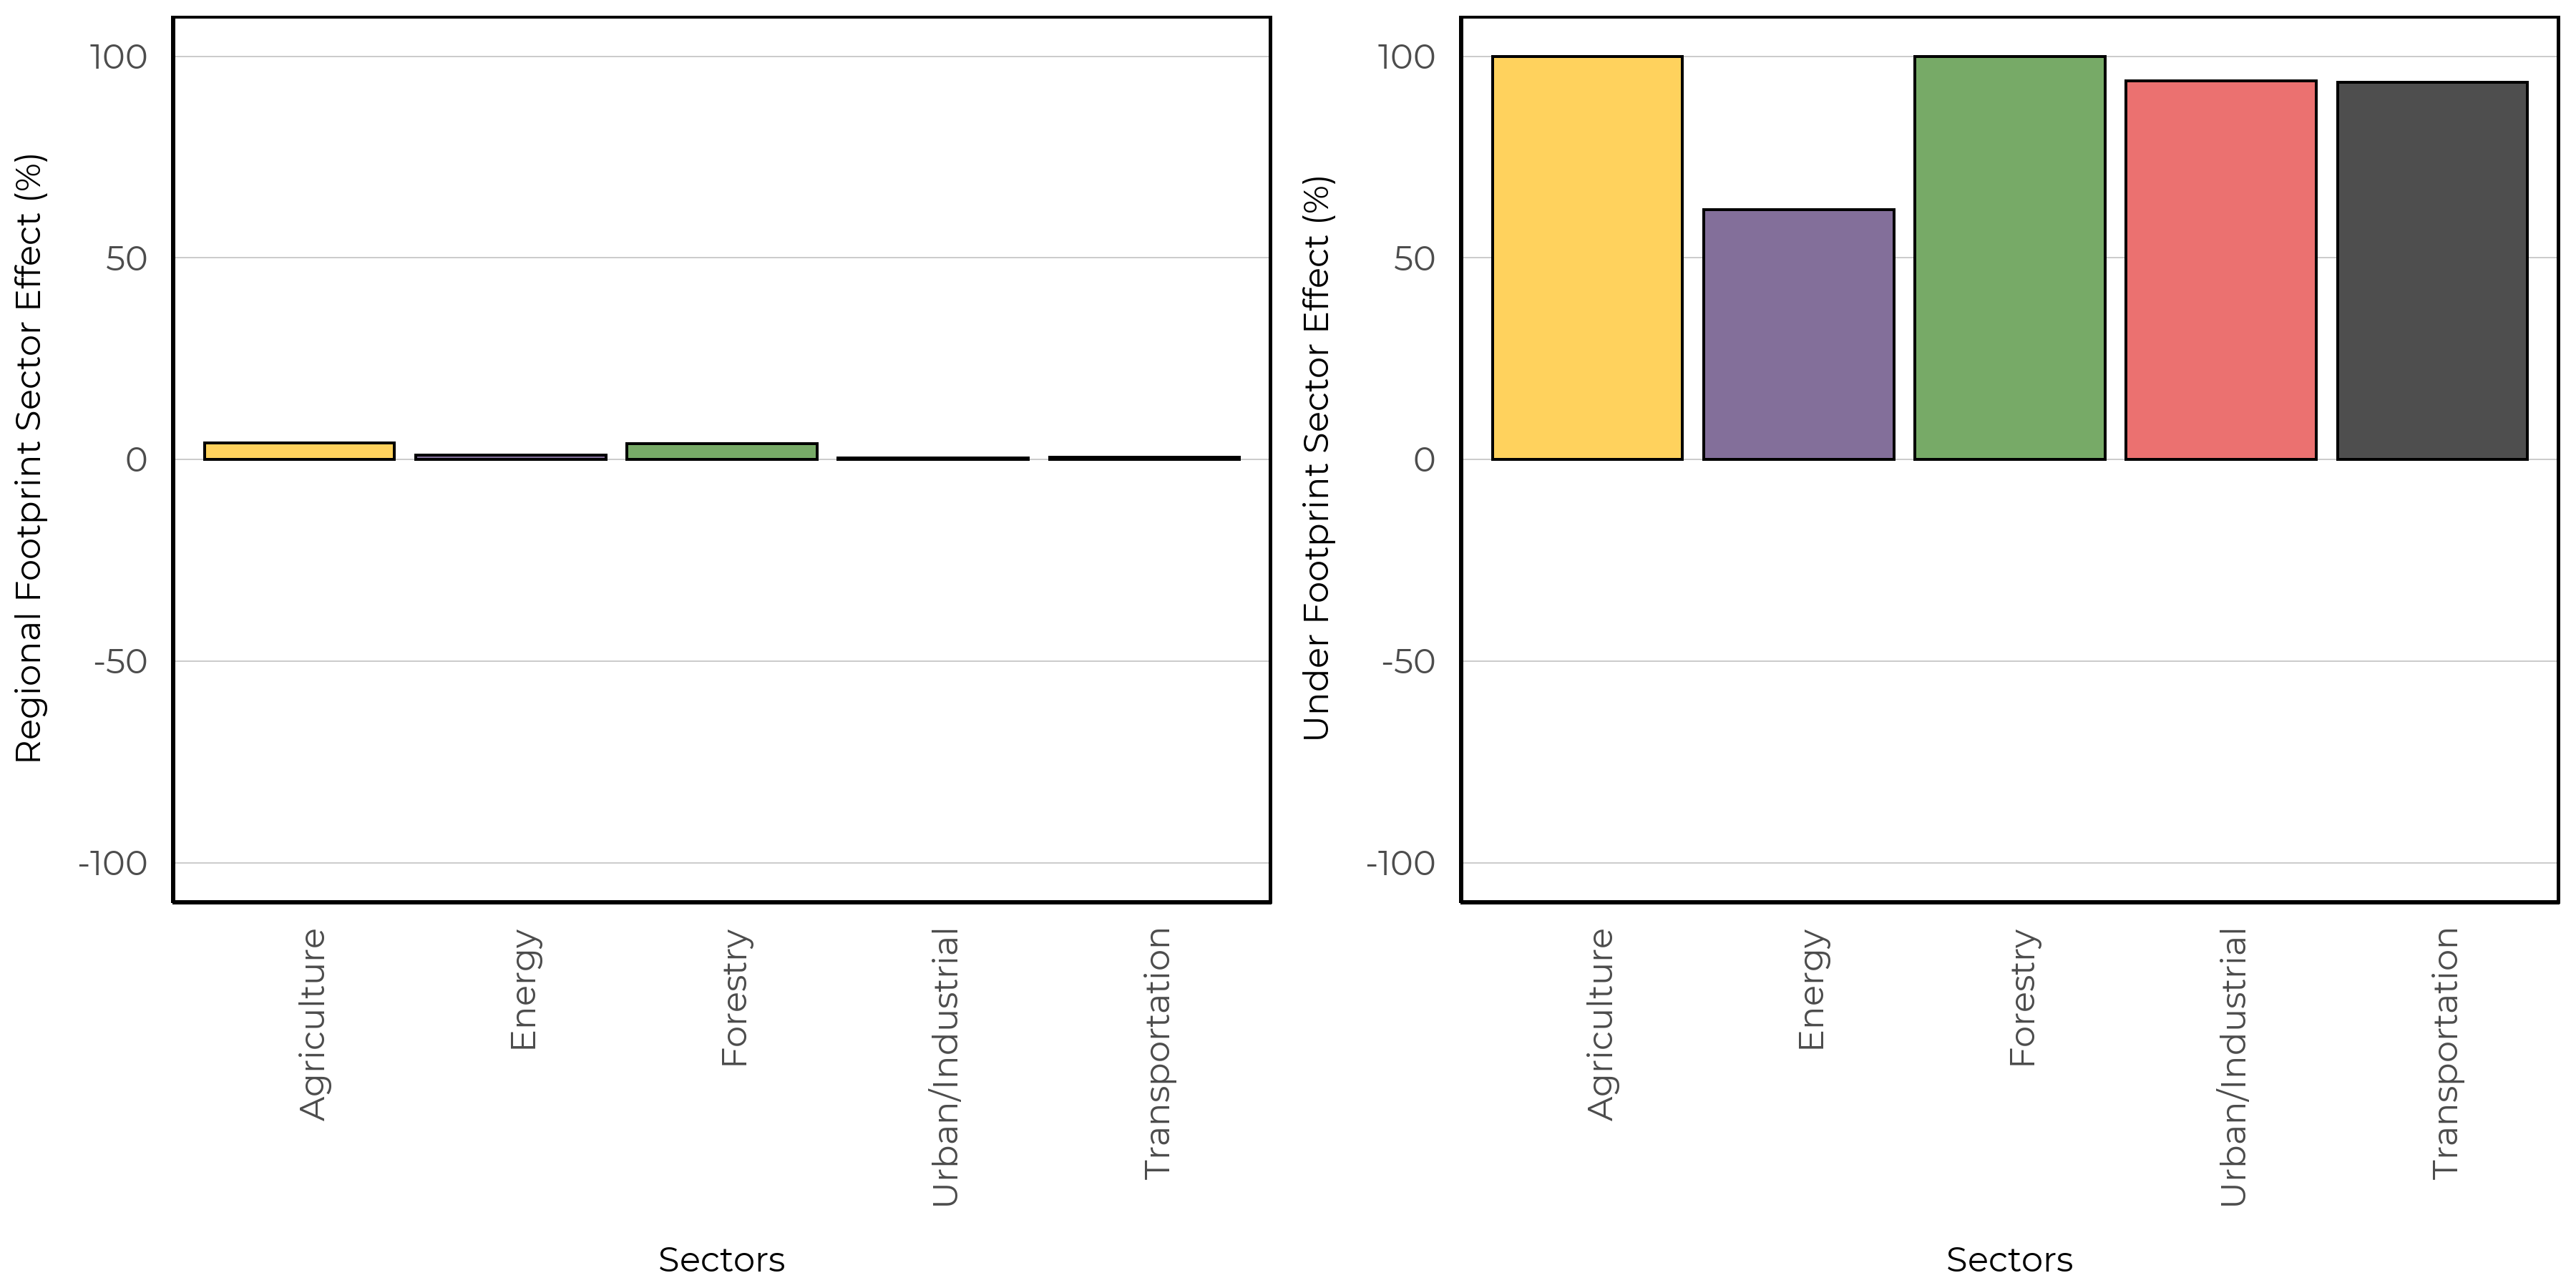 Regional Footprint Sector Effect (%)
100
50
0
-50
-100
Agriculture
Energy
Forestry
Urban/Industrial
Transportation
Sectors
Under Footprint Sector Effect (%)
100
50
0
-50
-100
Agriculture
Energy
Forestry
Urban/Industrial
Transportation
Sectors